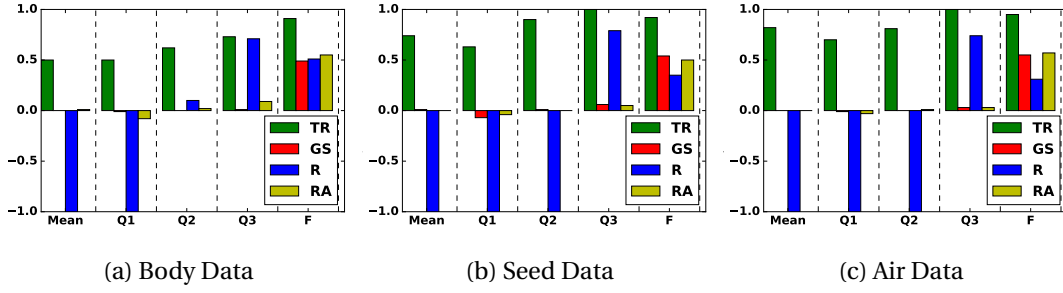 1.0
0.5
0.0
−0.5
−1.0
Mean Q1 Q2 Q3 F
TR
GS
R
RA
(a) Body Data
1.0
0.5
0.0
−0.5
−1.0
Mean Q1 Q2 Q3 F
TR
GS
R
RA
(b) Seed Data
1.0
0.5
0.0
−0.5
−1.0
Mean Q1 Q2 Q3 F
TR
GS
R
RA
(c) Air Data